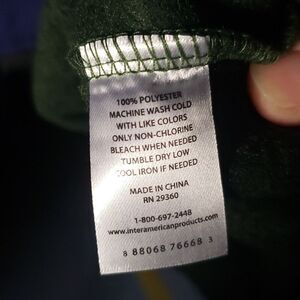 100% POLYESTER
MACHINE WASH COLD
WITH LIKE COLORS
ONLY NON-CHLORINE
BLEACH WHEN NEEDED
TUMBLE DRY LOW
COOL IRON IF NEEDED
MADE IN CHINA
RN 29360
1-800-697-2448
www.interamericanproducts.com
8 88068 76668 3